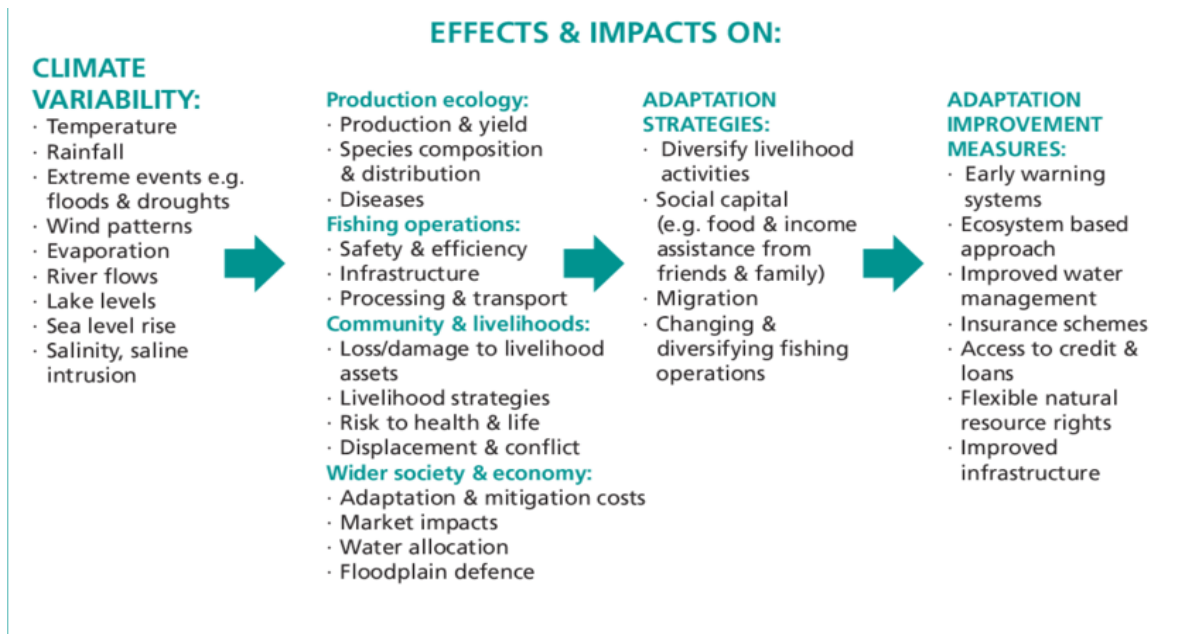 EFFECTS & IMPACTS ON:
CLIMATE
VARIABILITY:
· Temperature
· Rainfall
· Extreme events e.g.
floods & droughts
· Wind patterns
· Evaporation
· River flows
· Lake levels
· Sea level rise
· Salinity, saline
intrusion
Production ecology:
· Production & yield
· Species composition
& distribution
· Diseases
Fishing operations:
· Safety & efficiency
· Infrastructure
· Processing & transport
Community & livelihoods:
· Loss/damage to livelihood
assets
· Livelihood strategies
· Risk to health & life
· Displacement & conflict
Wider society & economy:
· Adaptation & mitigation costs
· Market impacts
· Water allocation
· Floodplain defence
ADAPTATION
STRATEGIES:
· Diversify livelihood
activities
· Social capital
(e.g. food & income
assistance from
friends & family)
· Migration
· Changing &
diversifying fishing
operations
ADAPTATION
IMPROVEMENT
MEASURES:
· Early warning
systems
· Ecosystem based
approach
· Improved water
management
· Insurance schemes
· Access to credit &
loans
· Flexible natural
resource rights
· Improved
infrastructure